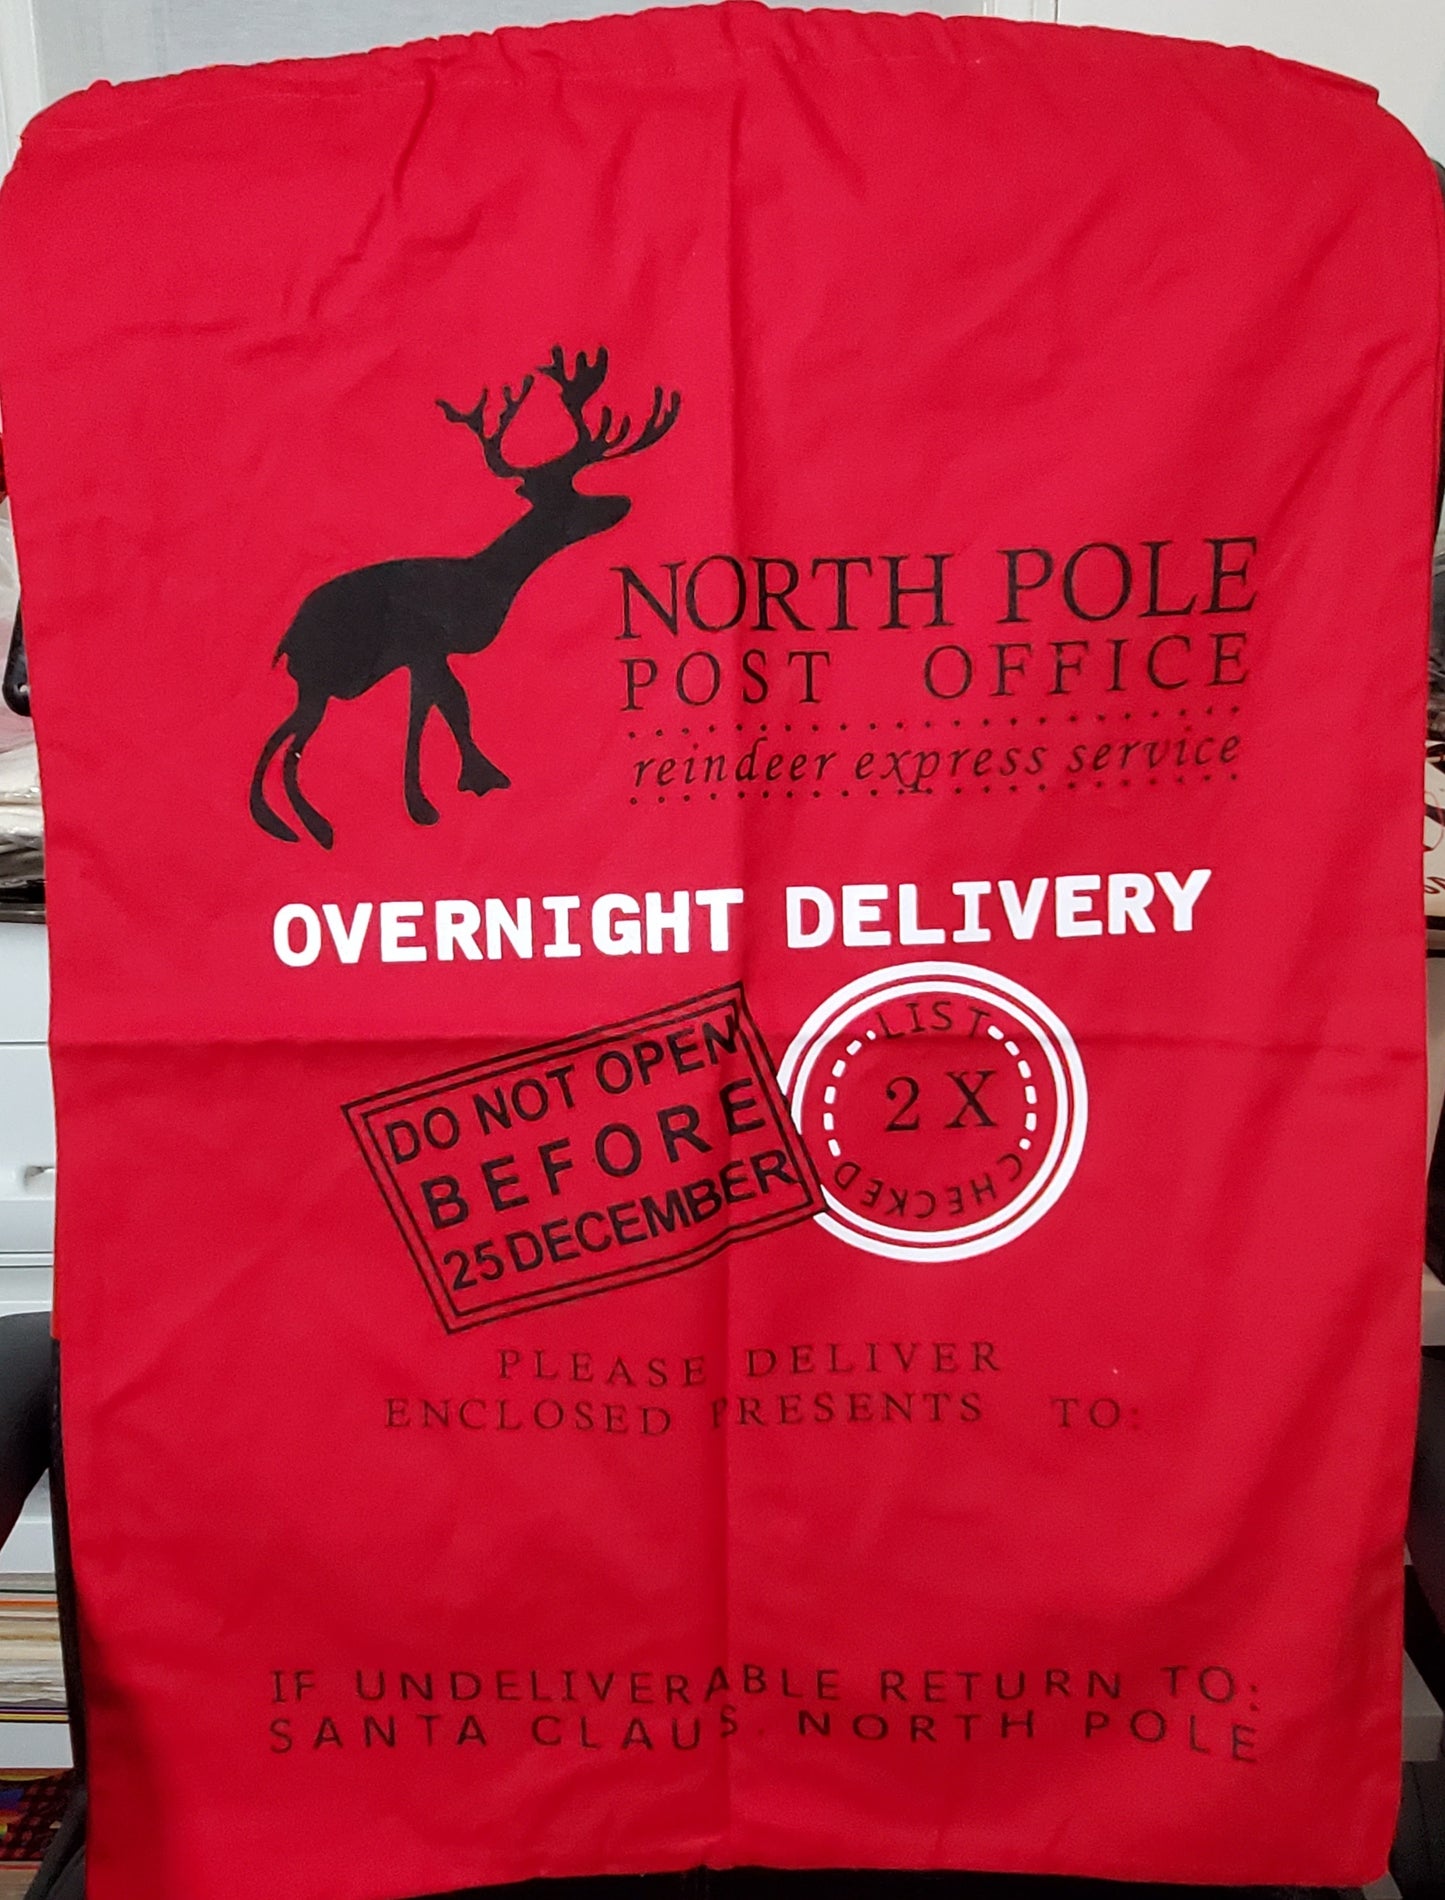 NORTH POLE
POST OFFICE
reindeer express service
OVERNIGHT DELIVERY
DO NOT OPEN
BEFORE
25 DECEMBER
LIST
2 X
CHECKED
PLEASE DELIVER
ENCLOSED PRESENTS TO:
IF UNDELIVERABLE RETURN TO:
SANTA CLAUS, NORTH POLE